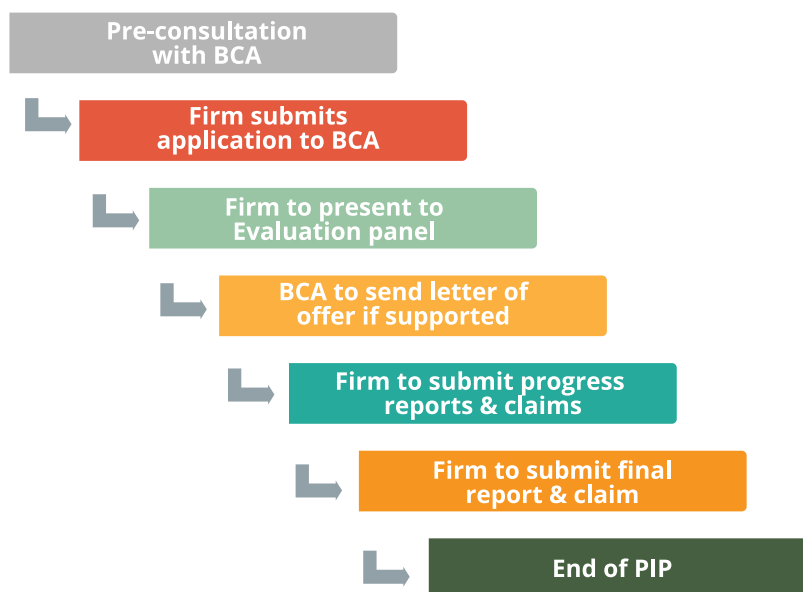 Pre-consultation
with BCA
Firm submits
application to BCA
Firm to present to
Evaluation panel
BCA to send letter of
offer if supported
Firm to submit progress
reports & claims
Firm to submit final
report & claim
End of PIP